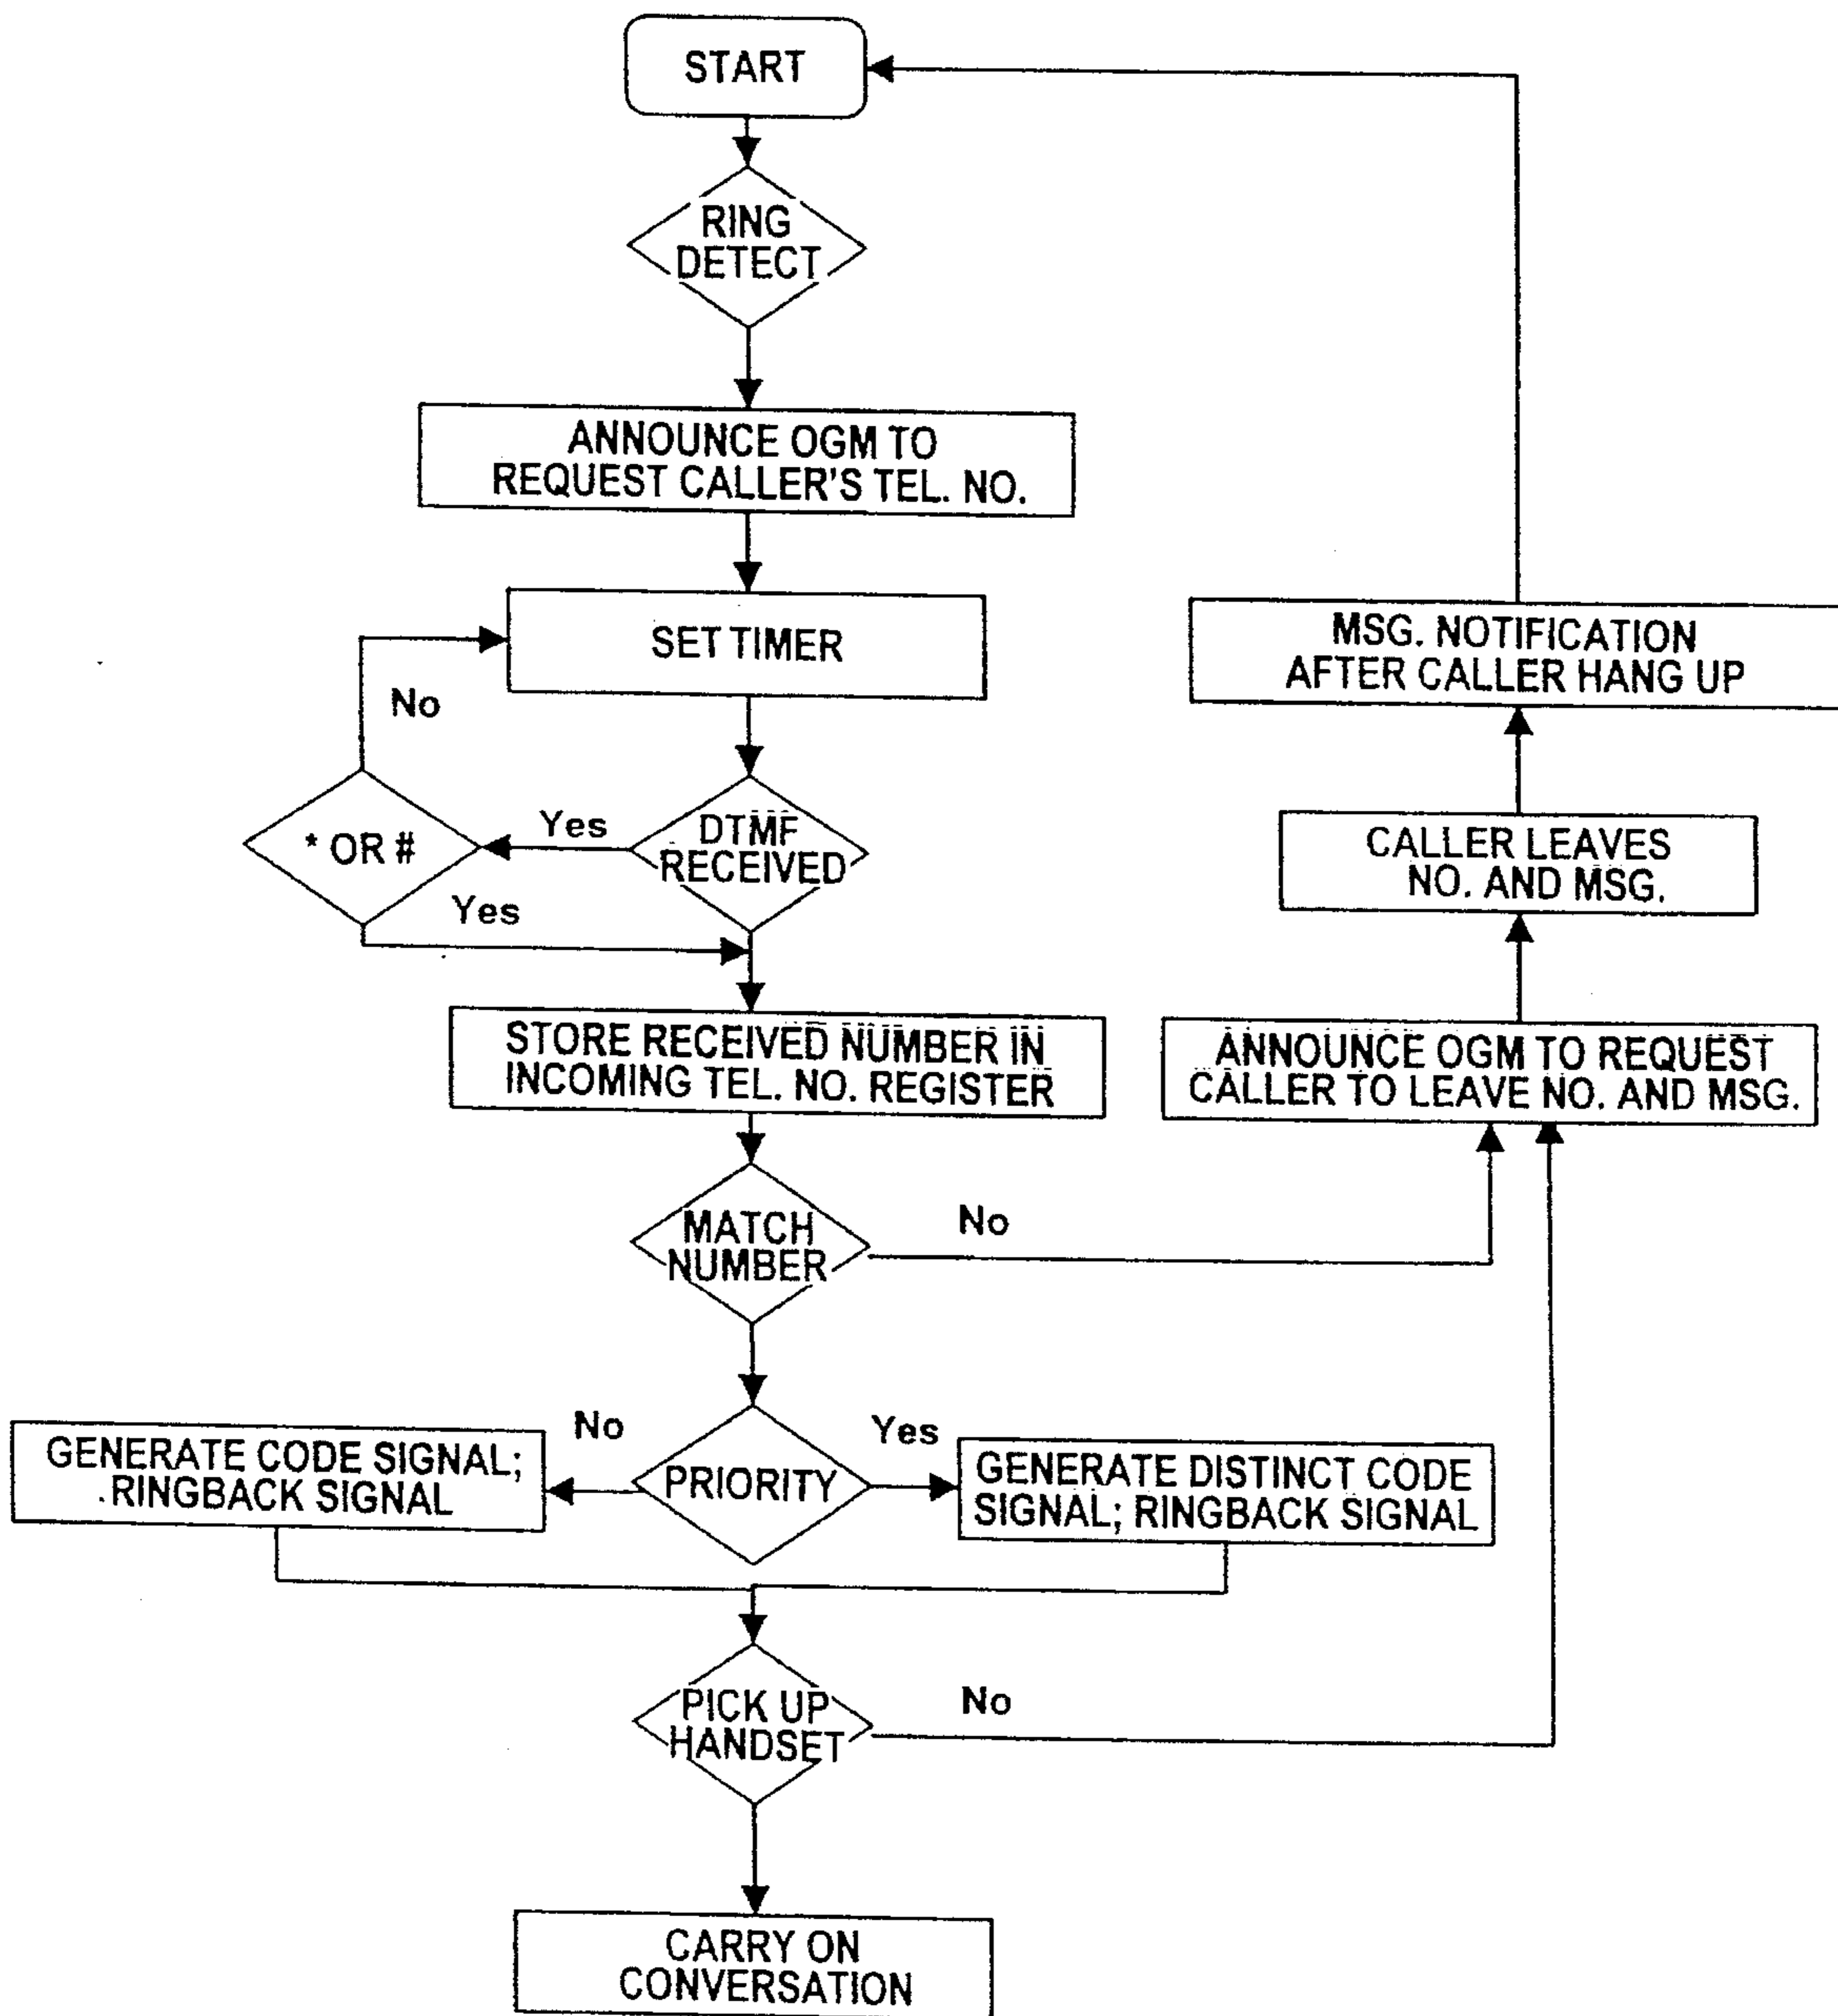 START
RING
DETECT
ANNOUNCE OGM TO
REQUEST CALLER'S TEL. NO.
SET TIMER
No
* OR #
Yes
DTMF
RECEIVED
Yes
STORE RECEIVED NUMBER IN
INCOMING TEL. NO. REGISTER
MATCH
NUMBER
No
PRIORITY
No
GENERATE CODE SIGNAL;
RINGBACK SIGNAL
Yes
GENERATE DISTINCT CODE
SIGNAL; RINGBACK SIGNAL
PICK UP
HANDSET
No
CARRY ON
CONVERSATION
MSG. NOTIFICATION
AFTER CALLER HANG UP
CALLER LEAVES
NO. AND MSG.
ANNOUNCE OGM TO REQUEST
CALLER TO LEAVE NO. AND MSG.